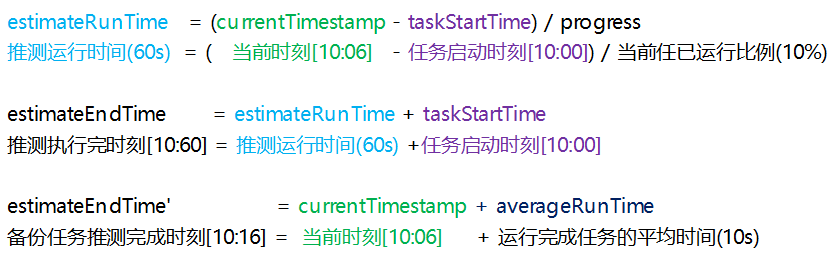 estimateRunTime = (currentTimestamp - taskStartTime) / progress
推测运行时间(60s) = ( 当前时刻[10:06] - 任务启动时刻[10:00]) / 当前任已运行比例(10%)
estimateEndTime = estimateRunTime + taskStartTime
推测执行完时刻[10:60] = 推测运行时间(60s) +任务启动时刻[10:00]
estimateEndTime' = currentTimestamp + averageRunTime
备份任务推测完成时刻[10:16] = 当前时刻[10:06] + 运行完成任务的平均时间(10s)